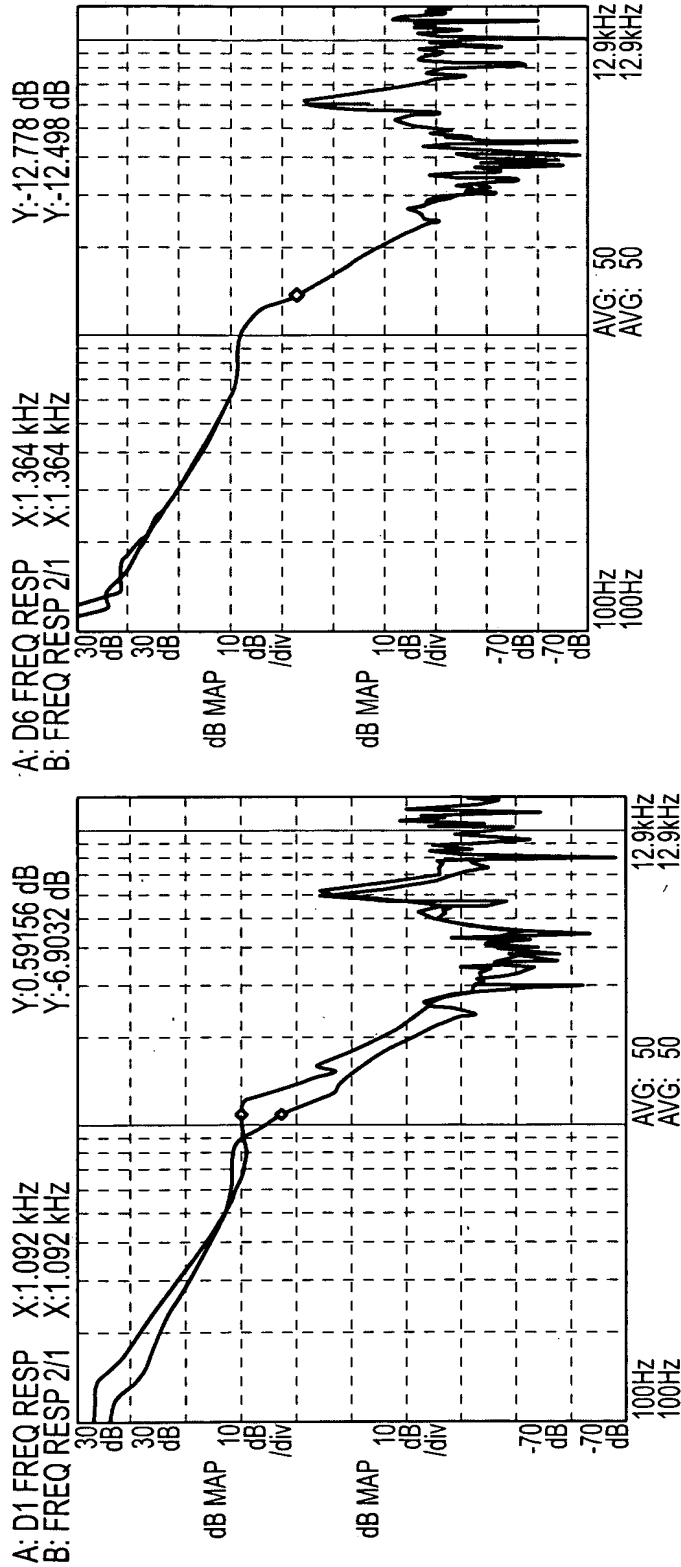 A: D1 FREQ RESP X:1.092 kHz Y:0.59156 dB
B: FREQ RESP 2/1 X:1.092 kHz Y:-6.9032 dB
30
dB
30
dB
dB MAP
10
dB
/div
dB MAP
10
dB
/div
-70
dB
-70
dB
100Hz AVG: 50 12.9kHz
100Hz AVG: 50 12.9kHz
A: D6 FREQ RESP X:1.364 kHz Y:-12.778 dB
B: FREQ RESP 2/1 X:1.364 kHz Y:-12.498 dB
30
dB
30
dB
dB MAP
10
dB
/div
dB MAP
10
dB
/div
-70
dB
-70
dB
100Hz AVG: 50 12.9kHz
100Hz AVG: 50 12.9kHz